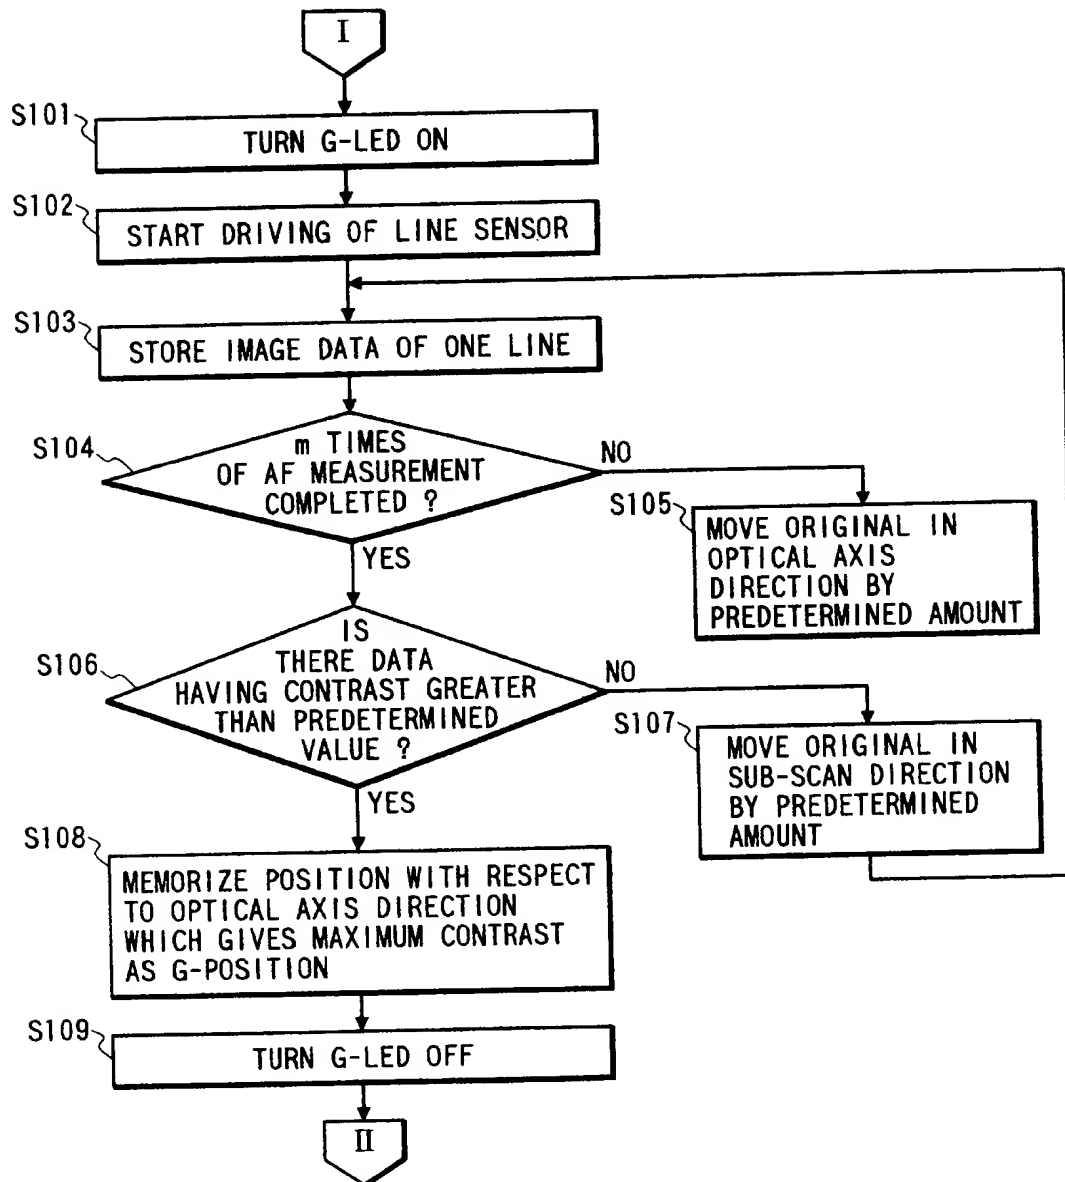 I
S101
TURN G-LED ON
S102
START DRIVING OF LINE SENSOR
S103
STORE IMAGE DATA OF ONE LINE
S104
m TIMES
OF AF MEASUREMENT
COMPLETED ?
NO
YES
S105
MOVE ORIGINAL IN
OPTICAL AXIS
DIRECTION BY
PREDETERMINED AMOUNT
S106
IS
THERE DATA
HAVING CONTRAST GREATER
THAN PREDETERMINED
VALUE ?
NO
YES
S107
MOVE ORIGINAL IN
SUB-SCAN DIRECTION
BY PREDETERMINED
AMOUNT
S108
MEMORIZE POSITION WITH RESPECT
TO OPTICAL AXIS DIRECTION
WHICH GIVES MAXIMUM CONTRAST
AS G-POSITION
S109
TURN G-LED OFF
II